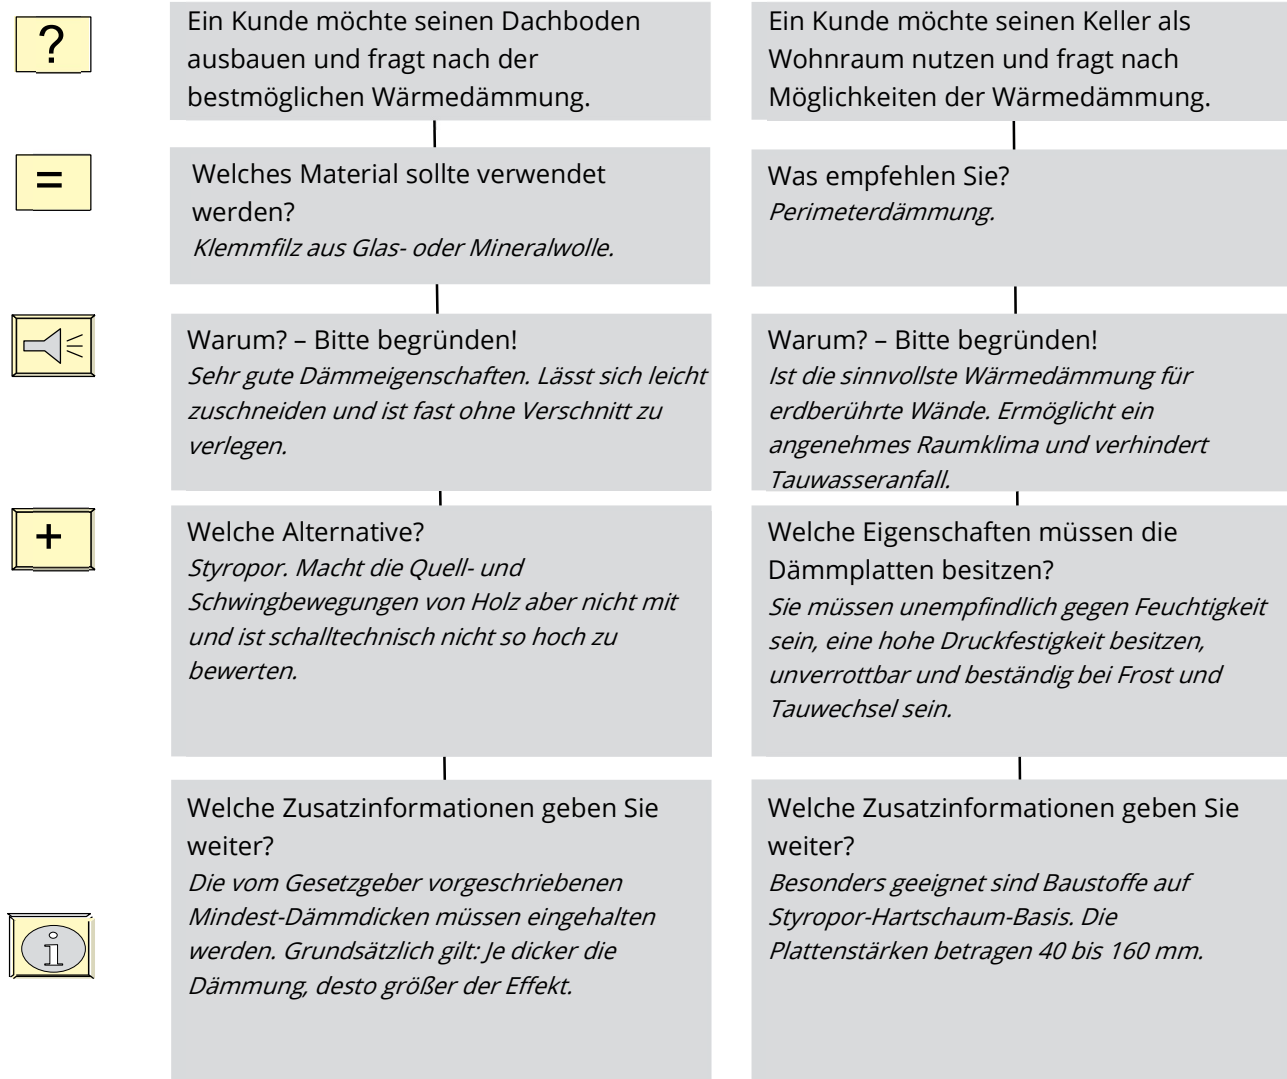 ?
Ein Kunde möchte seinen Dachboden
ausbauen und fragt nach der
bestmöglichen Wärmedämmung.
=
Welches Material sollte verwendet
werden?
Klemmfilz aus Glas- oder Mineralwolle.
Warum? – Bitte begründen!
Sehr gute Dämmeigenschaften. Lässt sich leicht
zuschneiden und ist fast ohne Verschnitt zu
verlegen.
+
Welche Alternative?
Styropor. Macht die Quell- und
Schwingbewegungen von Holz aber nicht mit
und ist schalltechnisch nicht so hoch zu
bewerten.
i
Welche Zusatzinformationen geben Sie
weiter?
Die vom Gesetzgeber vorgeschriebenen
Mindest-Dämmdicken müssen eingehalten
werden. Grundsätzlich gilt: Je dicker die
Dämmung, desto größer der Effekt.
Ein Kunde möchte seinen Keller als
Wohnraum nutzen und fragt nach
Möglichkeiten der Wärmedämmung.
Was empfehlen Sie?
Perimeterdämmung.
Warum? – Bitte begründen!
Ist die sinnvollste Wärmedämmung für
erdberührte Wände. Ermöglicht ein
angenehmes Raumklima und verhindert
Tauwasseranfall.
Welche Eigenschaften müssen die
Dämmplatten besitzen?
Sie müssen unempfindlich gegen Feuchtigkeit
sein, eine hohe Druckfestigkeit besitzen,
unverrottbar und beständig bei Frost und
Tauwechsel sein.
Welche Zusatzinformationen geben Sie
weiter?
Besonders geeignet sind Baustoffe auf
Styropor-Hartschaum-Basis. Die
Plattenstärken betragen 40 bis 160 mm.